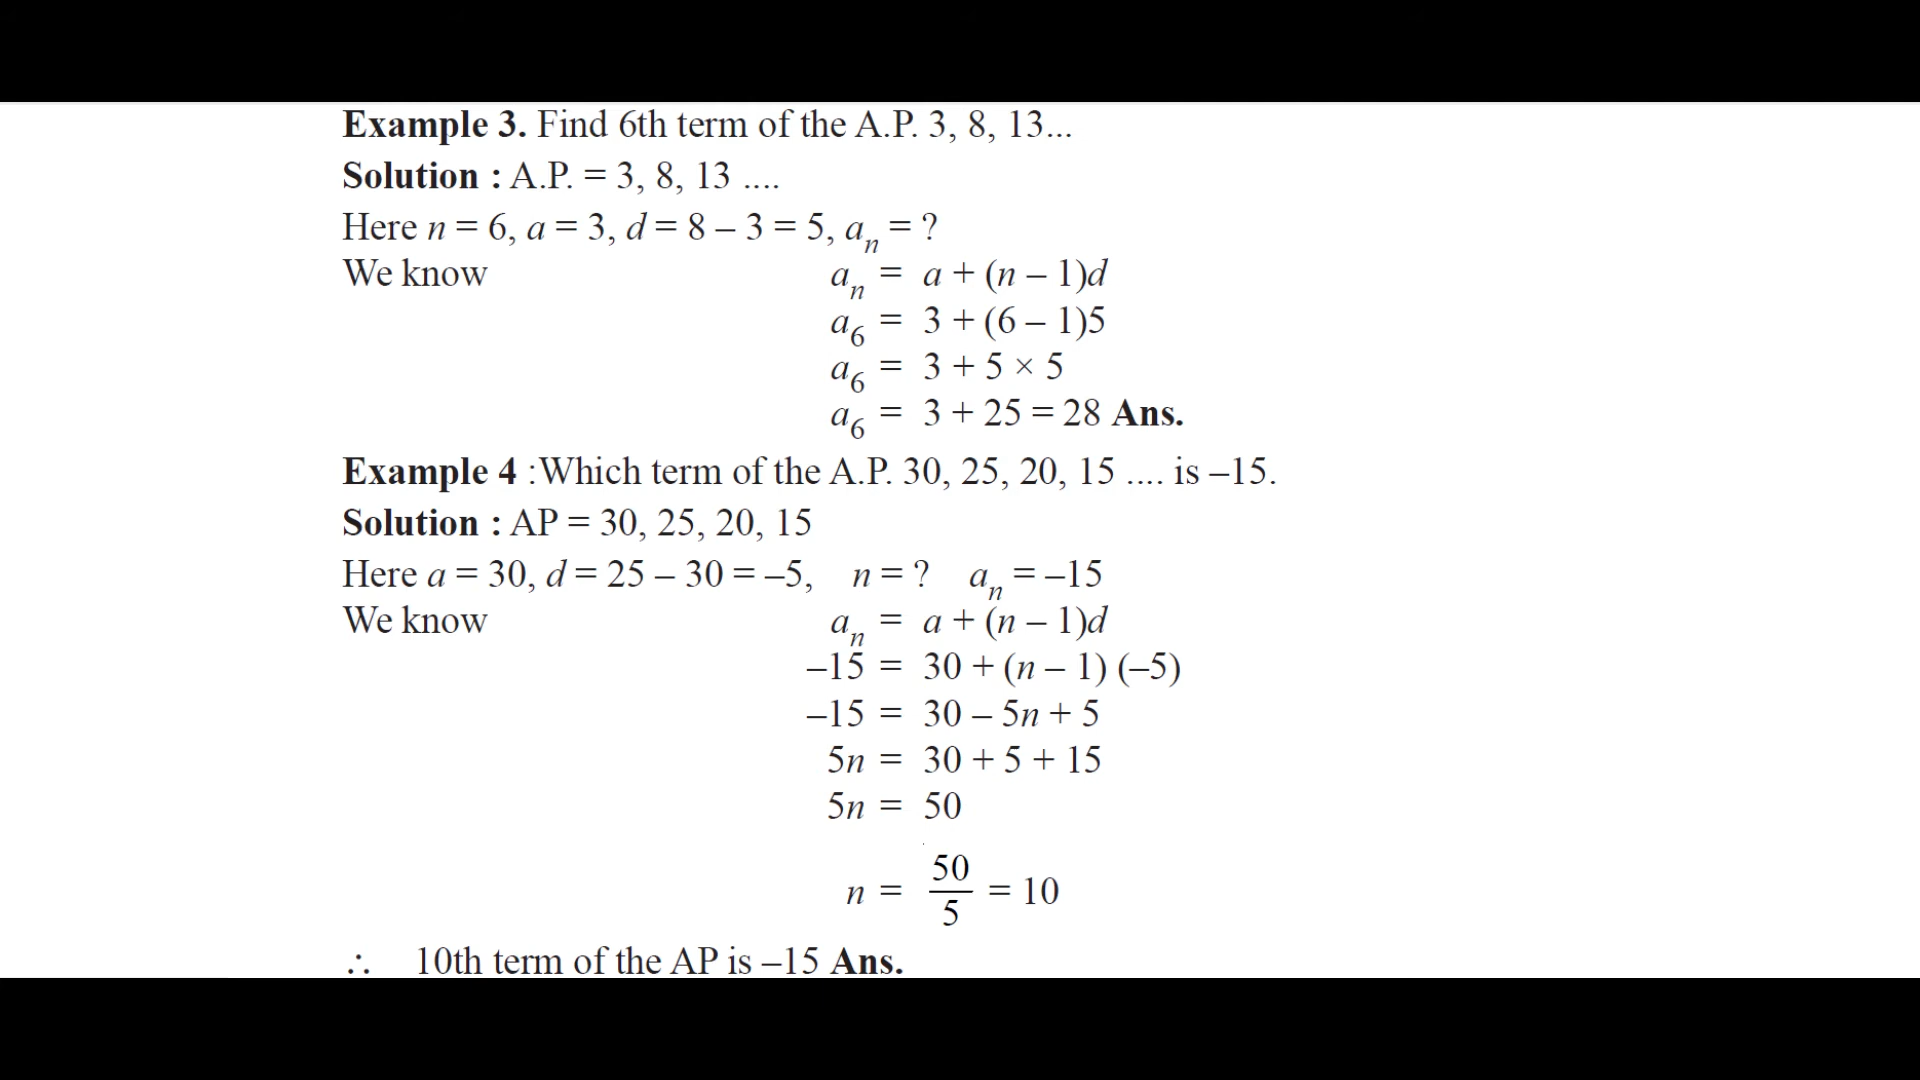 Example 3. Find 6th term of the A.P. 3, 8, 13...
Solution : A.P. = 3, 8, 13 ....
Here n = 6, a = 3, d = 8 – 3 = 5, aₙ = ?
We know aₙ = a + (n – 1)d
a₆ = 3 + (6 – 1)5
a₆ = 3 + 5 × 5
a₆ = 3 + 25 = 28 Ans.
Example 4 :Which term of the A.P. 30, 25, 20, 15 .... is –15.
Solution : AP = 30, 25, 20, 15
Here a = 30, d = 25 – 30 = –5, n = ? aₙ = –15
We know aₙ = a + (n – 1)d
–15 = 30 + (n – 1) (–5)
–15 = 30 – 5n + 5
5n = 30 + 5 + 15
5n = 50
n = 50/5 = 10
∴ 10th term of the AP is –15 Ans.